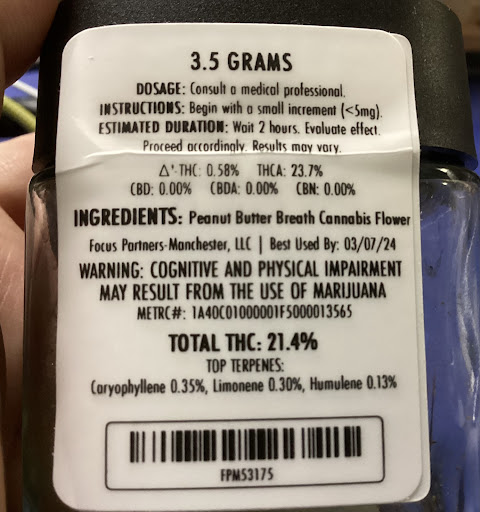 3.5 GRAMS
DOSAGE: Consult a medical professional.
INSTRUCTIONS: Begin with a small increment (<5mg).
ESTIMATED DURATION: Wait 2 hours. Evaluate effect.
Proceed accordingly. Results may vary.
Δ⁹-THC: 0.58% THCA: 23.7%
CBD: 0.00% CBDA: 0.00% CBN: 0.00%
INGREDIENTS: Peanut Butter Breath Cannabis Flower
Focus Partners-Manchester, LLC | Best Used By: 03/07/24
WARNING: COGNITIVE AND PHYSICAL IMPAIRMENT
MAY RESULT FROM THE USE OF MARIJUANA
METRC#: 1A40C01000001F5000013565
TOTAL THC: 21.4%
TOP TERPENES:
Caryophyllene 0.35%, Limonene 0.30%, Humulene 0.13%
FPM53175